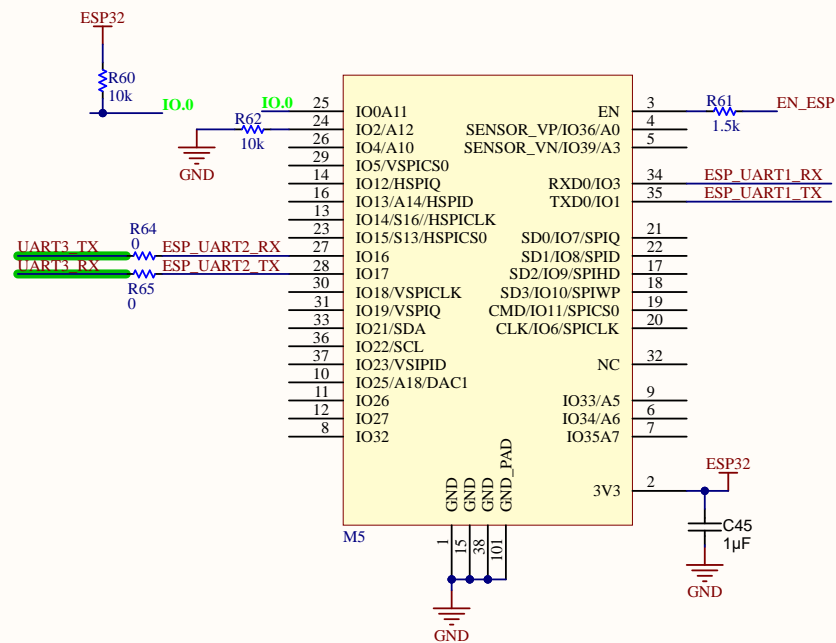 ESP32
R60
10k
IO.0
IO.0
R62
10k
GND
25 IO0A11
24 IO2/A12
26 IO4/A10
29 IO5/VSPICS0
14 IO12/HSPIQ
16 IO13/A14/HSPID
13 IO14/S16//HSPICLK
23 IO15/S13/HSPICS0
27 IO16
28 IO17
30 IO18/VSPICLK
31 IO19/VSPIQ
33 IO21/SDA
36 IO22/SCL
37 IO23/VSIPID
10 IO25/A18/DAC1
11 IO26
12 IO27
8 IO32
UART3_TX
R64
0
ESP_UART2_RX
UART3_RX
ESP_UART2_TX
R65
0
EN 3
R61
1.5k
EN_ESP
SENSOR_VP/IO36/A0 4
SENSOR_VN/IO39/A3 5
RXD0/IO3 34 ESP_UART1_RX
TXD0/IO1 35 ESP_UART1_TX
SD0/IO7/SPIQ 21
SD1/IO8/SPID 22
SD2/IO9/SPIHD 17
SD3/IO10/SPIWP 18
CMD/IO11/SPICS0 19
CLK/IO6/SPICLK 20
NC 32
IO33/A5 9
IO34/A6 6
IO35A7 7
3V3 2
ESP32
C45
1µF
GND
GND
GND
GND
GND_PAD
1
15
38
101
GND
M5